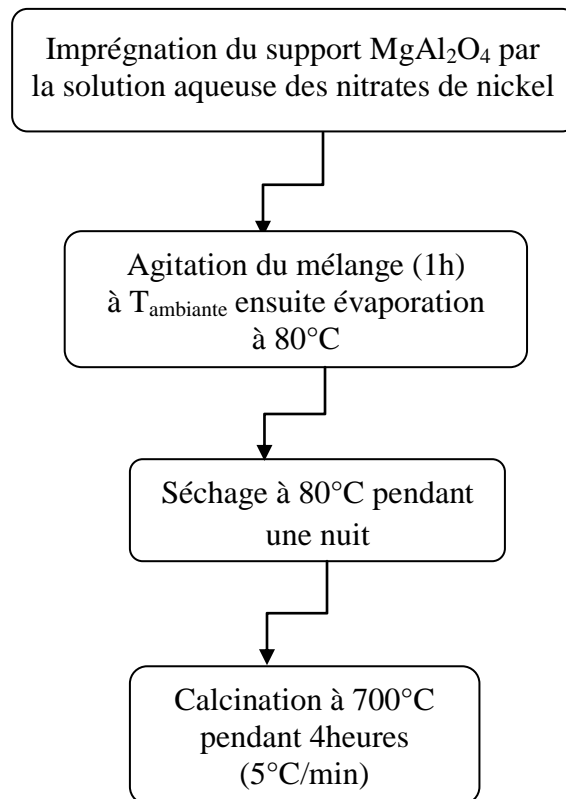 Imprégnation du support MgAl₂O₄ par
la solution aqueuse des nitrates de nickel
Agitation du mélange (1h)
à Tambiante ensuite évaporation
à 80°C
Séchage à 80°C pendant
une nuit
Calcination à 700°C
pendant 4heures
(5°C/min)